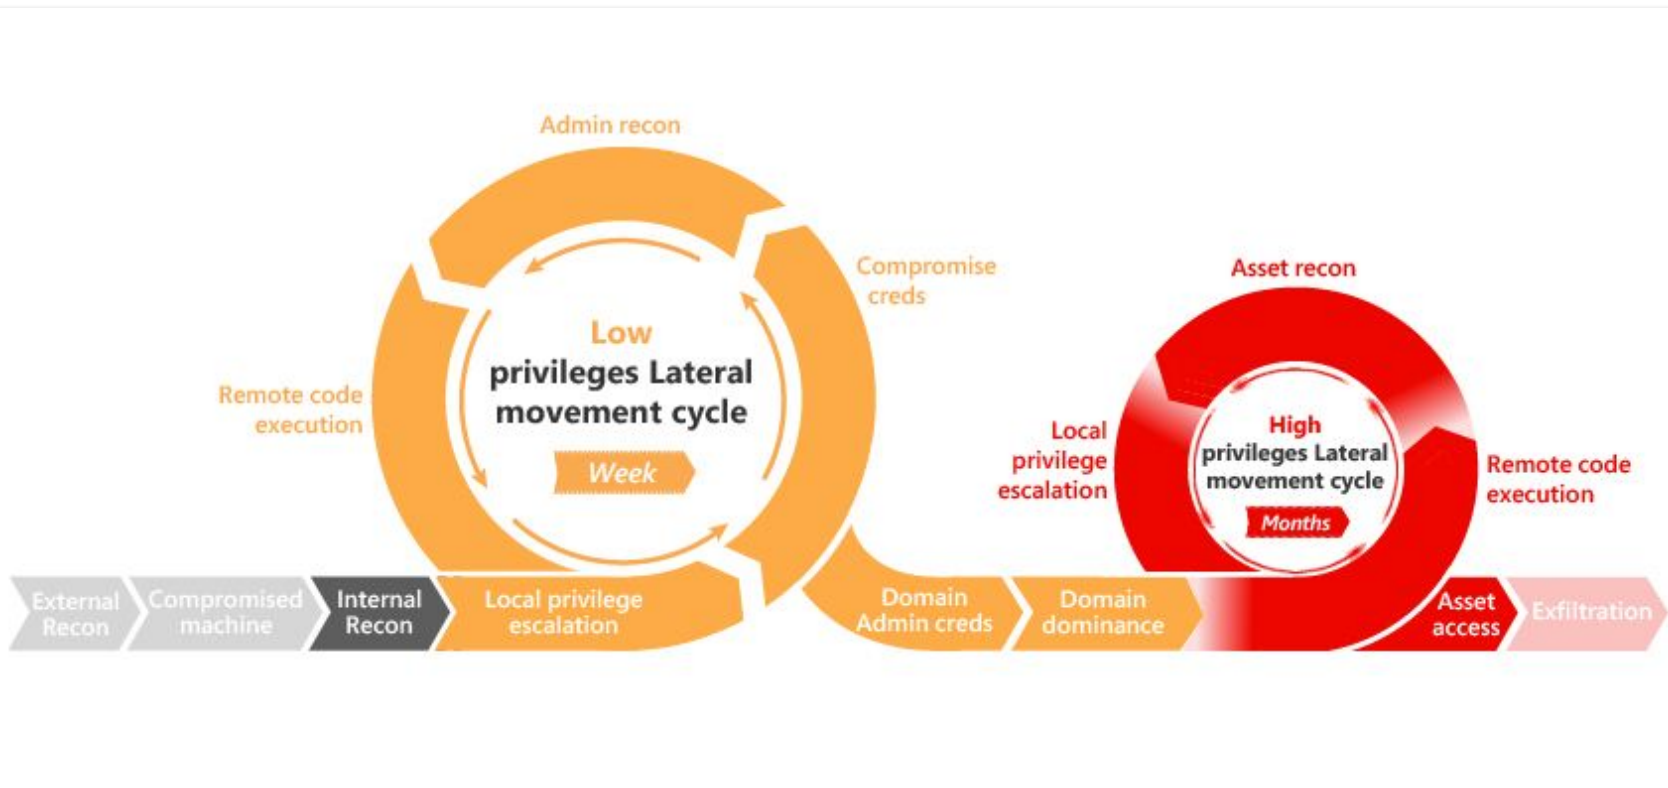 Admin recon
Compromise
creds
Low
privileges Lateral
movement cycle
Week
Remote code
execution
Asset recon
High
privileges Lateral
movement cycle
Months
Local
privilege
escalation
Remote code
execution
External
Recon
Compromised
machine
Internal
Recon
Local privilege
escalation
Domain
Admin creds
Domain
dominance
Asset
access
Exfiltration